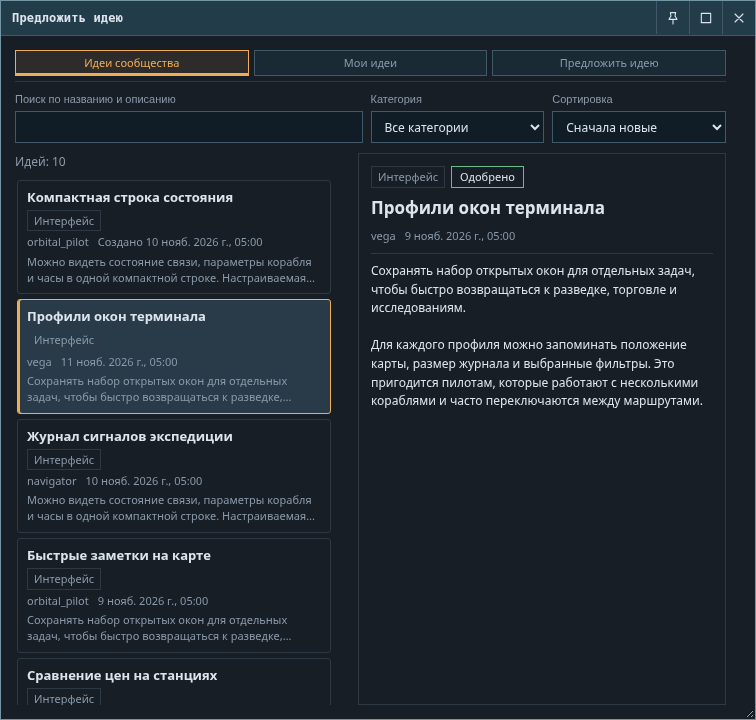 Предложить идею
Идеи сообщества
Мои идеи
Предложить идею
Поиск по названию и описанию
Категория
Сортировка
Все категории
Сначала новые
Идей: 10
Компактная строка состояния
Интерфейс
orbital_pilot Создано 10 нояб. 2026 г., 05:00
Можно видеть состояние связи, параметры корабля
и часы в одной компактной строке. Настраиваемая...
Профили окон терминала
Интерфейс
vega 11 нояб. 2026 г., 05:00
Сохранять набор открытых окон для отдельных
задач, чтобы быстро возвращаться к разведке,...
Журнал сигналов экспедиции
Интерфейс
navigator 10 нояб. 2026 г., 05:00
Можно видеть состояние связи, параметры корабля
и часы в одной компактной строке. Настраиваемая...
Быстрые заметки на карте
Интерфейс
orbital_pilot 9 нояб. 2026 г., 05:00
Сохранять набор открытых окон для отдельных
задач, чтобы быстро возвращаться к разведке,...
Сравнение цен на станциях
Интерфейс
Интерфейс
Одобрено
Профили окон терминала
vega 9 нояб. 2026 г., 05:00
Сохранять набор открытых окон для отдельных задач,
чтобы быстро возвращаться к разведке, торговле и
исследованиям.
Для каждого профиля можно запоминать положение
карты, размер журнала и выбранные фильтры. Это
пригодится пилотам, которые работают с несколькими
кораблями и часто переключаются между маршрутами.